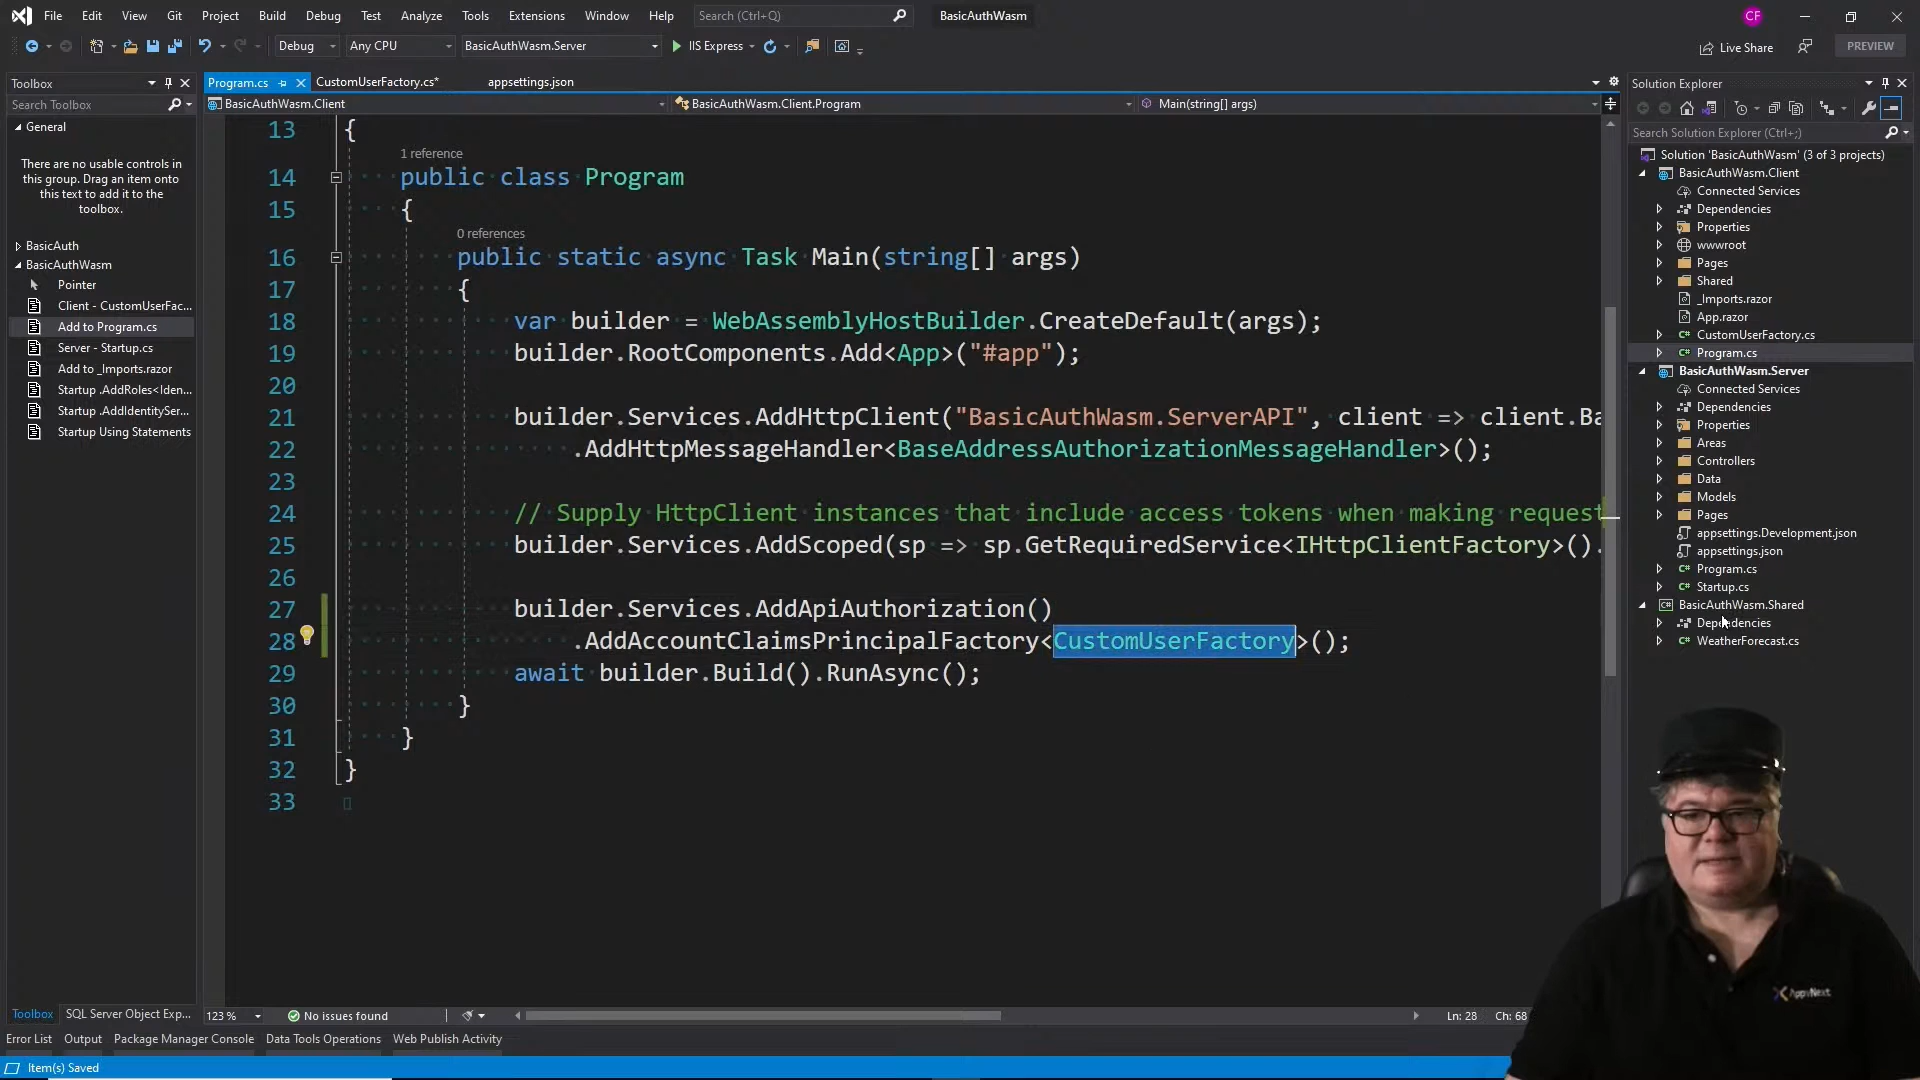 File Edit View Git Project Build Debug Test Analyze Tools Extensions Window Help Search (Ctrl+Q) BasicAuthWasm CF
Debug Any CPU BasicAuthWasm.Server IIS Express Live Share PREVIEW
Toolbox
Search Toolbox
General
There are no usable controls in
this group. Drag an item onto
this text to add it to the
toolbox.
BasicAuth
BasicAuthWasm
Pointer
Client - CustomUserFac...
Add to Program.cs
Server - Startup.cs
Add to _Imports.razor
Startup .AddRoles<Iden...
Startup .AddIdentitySer...
Startup Using Statements
Toolbox SQL Server Object Exp...
Program.cs CustomUserFactory.cs* appsettings.json
BasicAuthWasm.Client BasicAuthWasm.Client.Program Main(string[] args)
13 {
1 reference
14 public class Program
15 {
0 references
16 public static async Task Main(string[] args)
17 {
18 var builder = WebAssemblyHostBuilder.CreateDefault(args);
19 builder.RootComponents.Add<App>("#app");
20
21 builder.Services.AddHttpClient("BasicAuthWasm.ServerAPI", client => client.Ba
22 .AddHttpMessageHandler<BaseAddressAuthorizationMessageHandler>();
23
24 // Supply HttpClient instances that include access tokens when making request
25 builder.Services.AddScoped(sp => sp.GetRequiredService<IHttpClientFactory>().
26
27 builder.Services.AddApiAuthorization()
28 .AddAccountClaimsPrincipalFactory<CustomUserFactory>();
29 await builder.Build().RunAsync();
30 }
31 }
32 }
33
123 % No issues found Ln: 28 Ch: 68
Solution Explorer
Search Solution Explorer (Ctrl+;)
Solution 'BasicAuthWasm' (3 of 3 projects)
BasicAuthWasm.Client
Connected Services
Dependencies
Properties
wwwroot
Pages
Shared
_Imports.razor
App.razor
CustomUserFactory.cs
Program.cs
BasicAuthWasm.Server
Connected Services
Dependencies
Properties
Areas
Controllers
Data
Models
Pages
appsettings.Development.json
appsettings.json
Program.cs
Startup.cs
BasicAuthWasm.Shared
Dependencies
WeatherForecast.cs
AppvNext
Error List Output Package Manager Console Data Tools Operations Web Publish Activity
Item(s) Saved